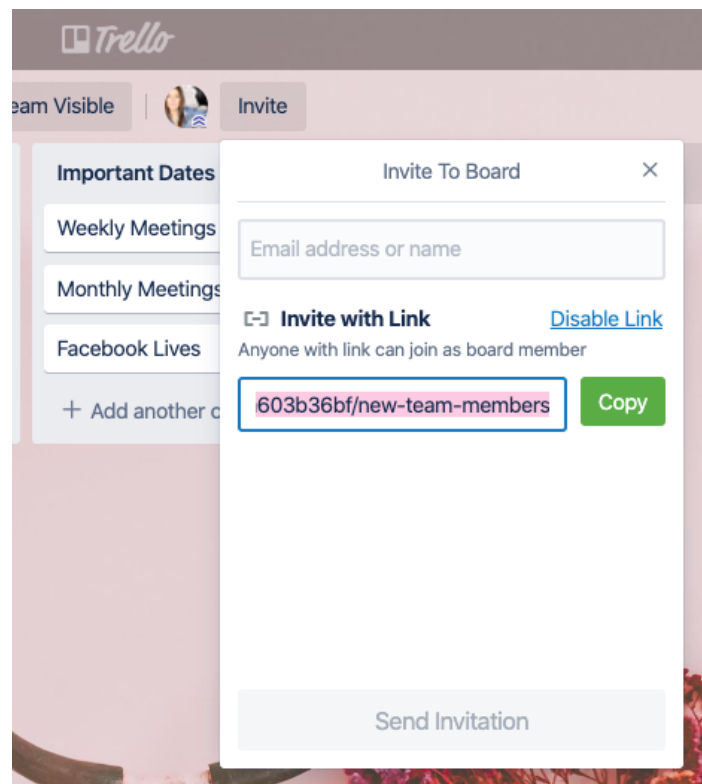 Trello
eam Visible
Invite
Important Dates
Weekly Meetings
Monthly Meetings
Facebook Lives
+ Add another c
Invite To Board
Email address or name
Invite with Link
Disable Link
Anyone with link can join as board member
603b36bf/new-team-members
Copy
Send Invitation